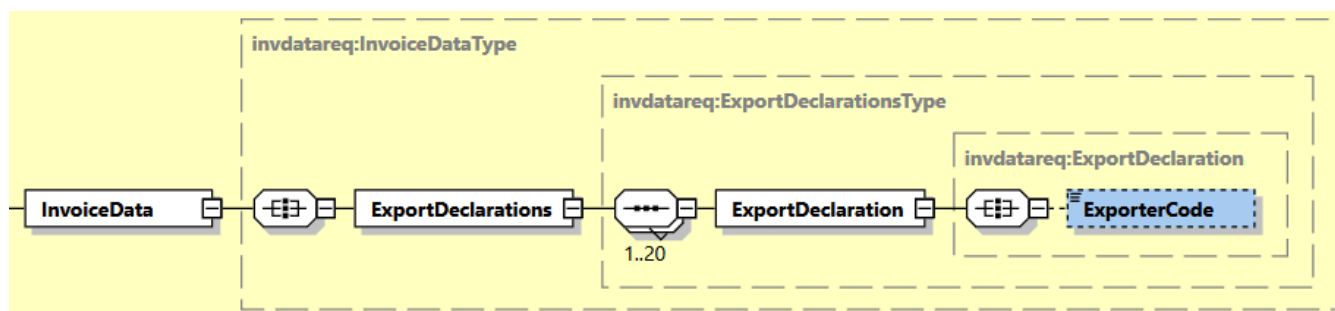 invdatareq:InvoiceDataType
invdatareq:ExportDeclarationsType
invdatareq:ExportDeclaration
InvoiceData
ExportDeclarations
ExportDeclaration
ExporterCode
1..20